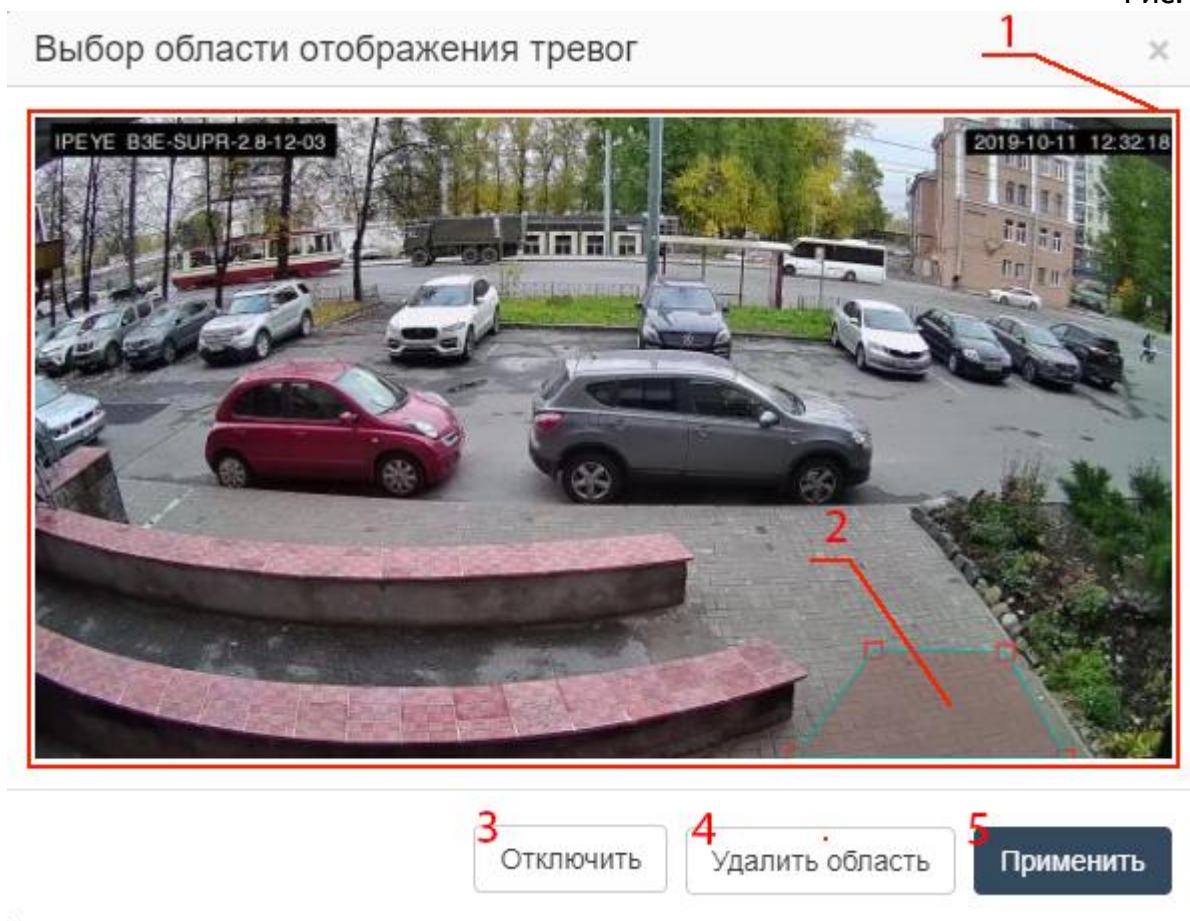 Рис.
Выбор области отображения тревог
1
×
IPEYE B3E-SUPR-2.8-12-03
2019-10-11 12:32:18
2
3
Отключить
4
Удалить область
5
Применить